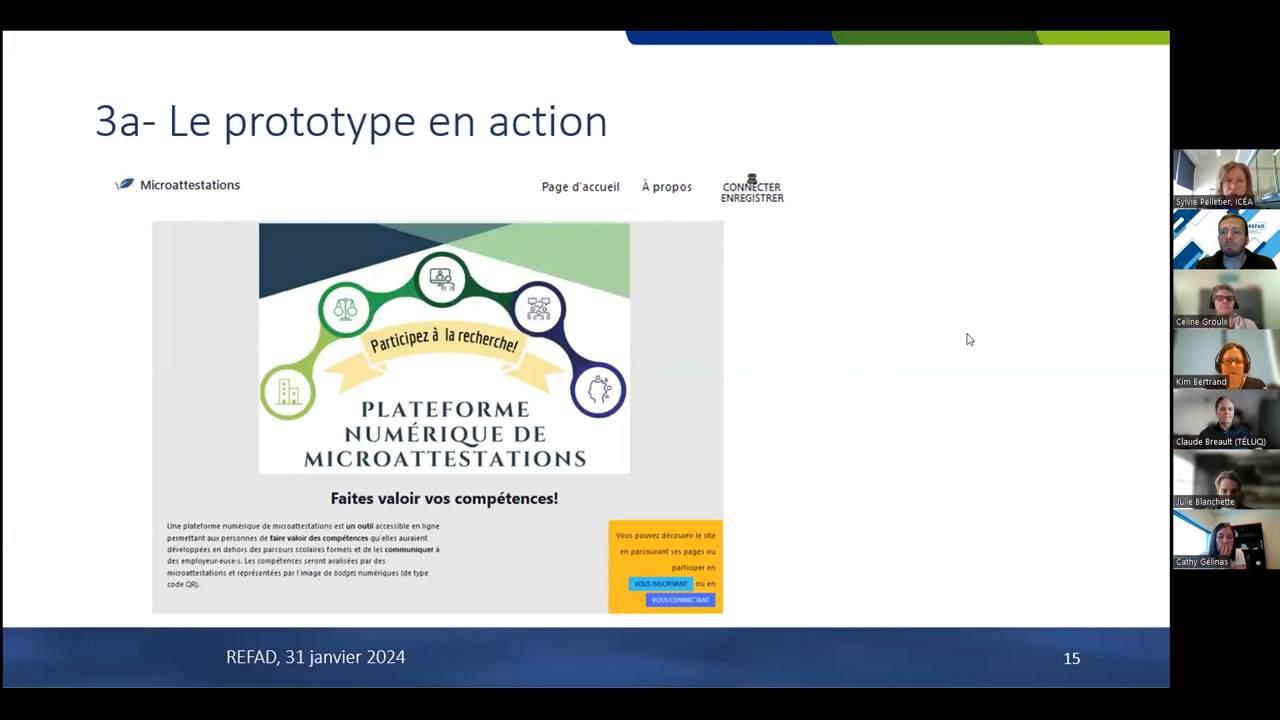 3a- Le prototype en action
Microattestations
Page d'accueil
À propos
CONNECTER
ENREGISTRER
Participez à la recherche!
PLATEFORME
NUMÉRIQUE DE
MICROATTESTATIONS
Faites valoir vos compétences!
Une plateforme numérique de microattestations est un outil accessible en ligne
permettant aux personnes de faire valoir des compétences qu'elles auraient
développées en dehors des parcours scolaires formels et de les communiquer à
des employeur-euse-s. Les compétences seront avalisées par des
microattestations et représentées par l'image de badges numériques (de type
code QR).
Vous pouvez découvrir le site
en parcourant ses pages ou
participer en
VOUS INSCRIVANT ou en
VOUS CONNECTANT
REFAD, 31 janvier 2024
15
Sylvie Pelletier, ICÉA
REFAD
Céline Groulx
Kim Bertrand
Claude Breault (TÉLUQ)
Julie Blanchette
Cathy Gélinas